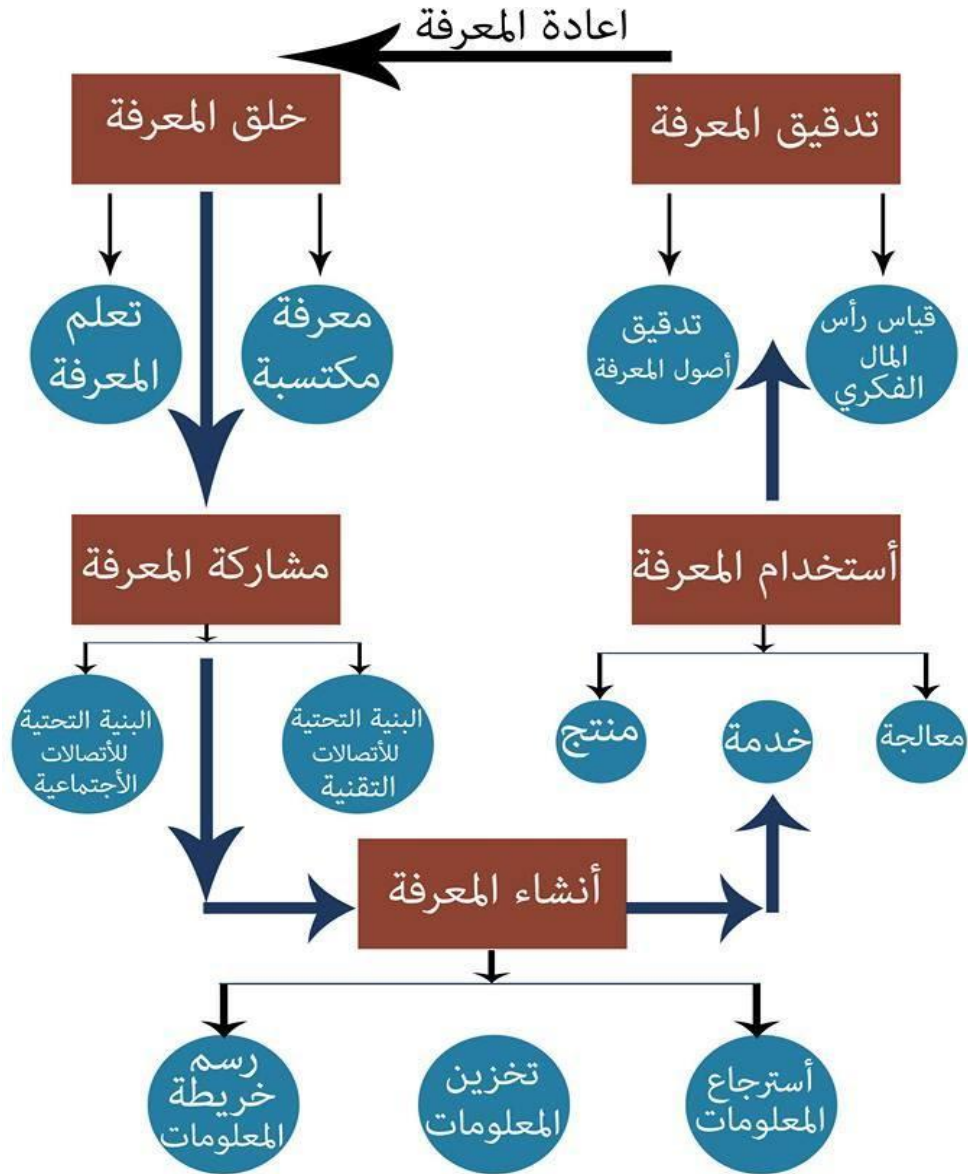 اعادة المعرفة
تدقيق المعرفة
خلق المعرفة
قياس رأس
المال
الفكري
تدقيق
أصول المعرفة
معرفة
مكتسبة
تعلم
المعرفة
أستخدام المعرفة
مشاركة المعرفة
معالجة
خدمة
منتج
البنية التحتية
للأتصالات
التقنية
البنية التحتية
للأتصالات
الأجتماعية
أنشاء المعرفة
أسترجاع
المعلومات
تخزين
المعلومات
رسم
خريطة
المعلومات